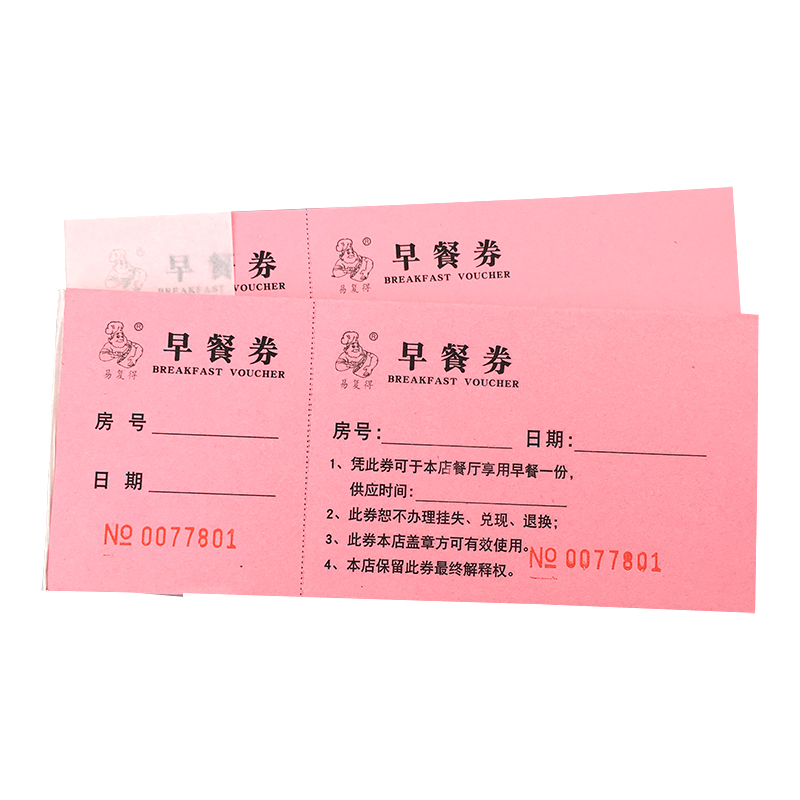 早餐券
VOUCHER
BREAKFAST VOUCHER
®
早餐券
BREAKFAST VOUCHER
易复得
®
早餐券
BREAKFAST VOUCHER
易复得
房号
日期
№ 0077801
®
早餐券
BREAKFAST VOUCHER
易复得
房号: 日期:
1、凭此券可于本店餐厅享用早餐一份,
供应时间:
2、此券恕不办理挂失、兑现、退换;
3、此券本店盖章方可有效使用。
4、本店保留此券最终解释权。
№ 0077801